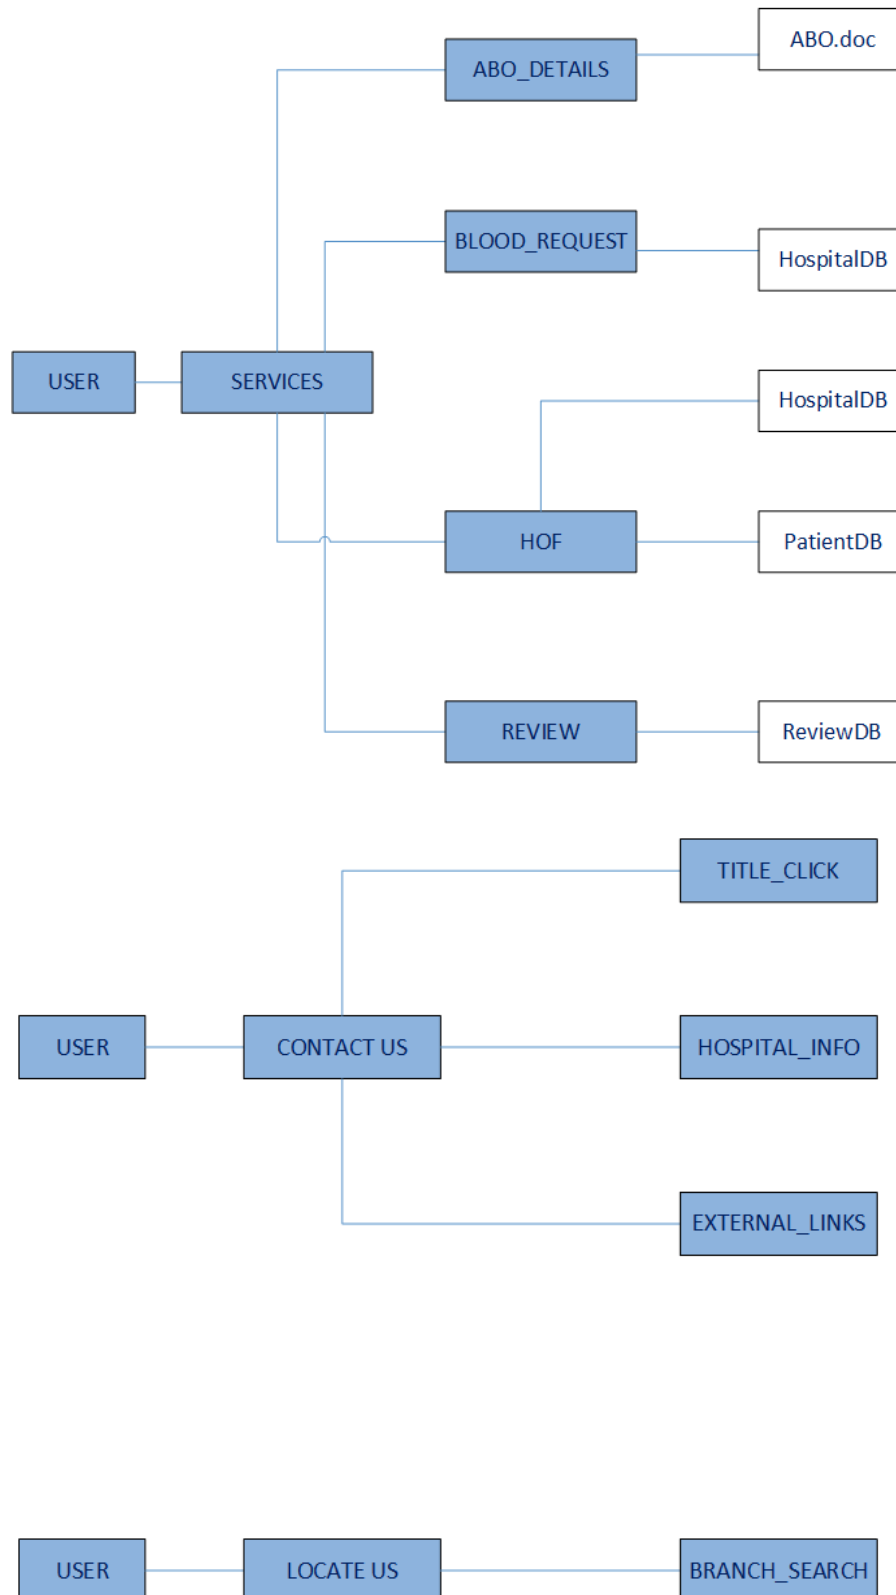 ABO.doc
ABO_DETAILS
BLOOD_REQUEST
HospitalDB
USER
SERVICES
HospitalDB
HOF
PatientDB
REVIEW
ReviewDB
TITLE_CLICK
USER
CONTACT US
HOSPITAL_INFO
EXTERNAL_LINKS
USER
LOCATE US
BRANCH_SEARCH